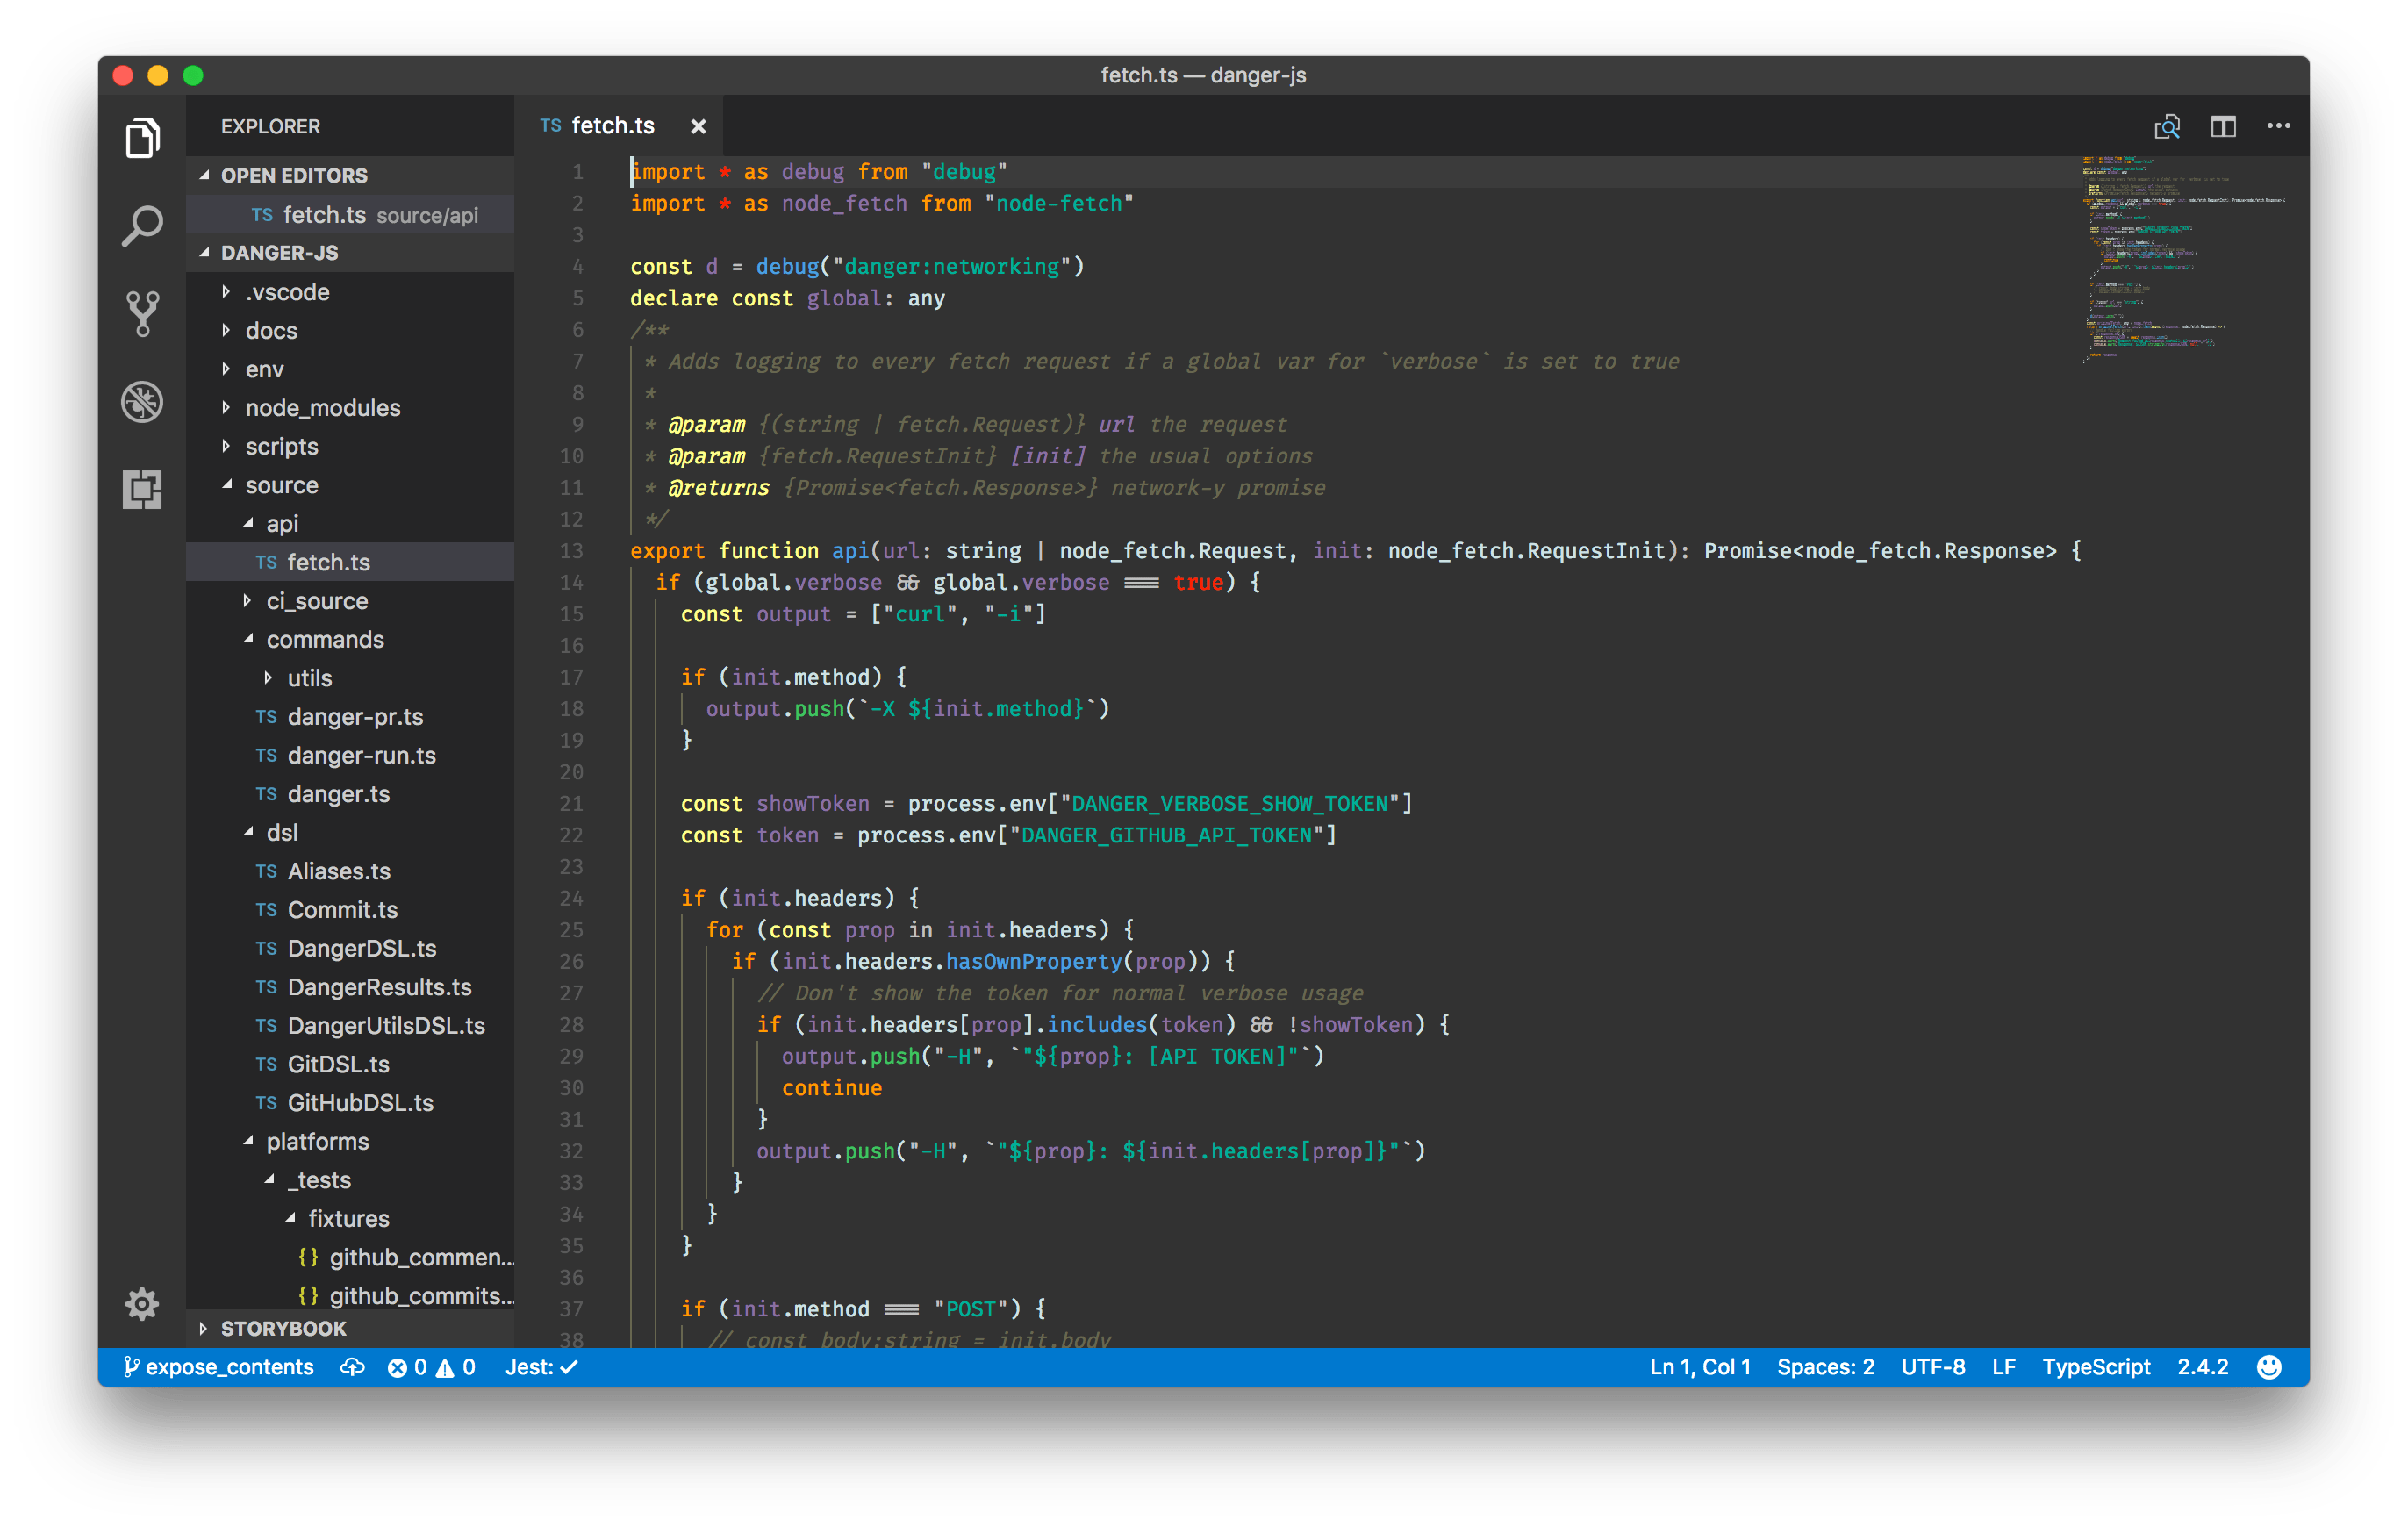 fetch.ts — danger-js
EXPLORER
OPEN EDITORS
TS fetch.ts source/api
DANGER-JS
.vscode
docs
env
node_modules
scripts
source
api
TS fetch.ts
ci_source
commands
utils
TS danger-pr.ts
TS danger-run.ts
TS danger.ts
dsl
TS Aliases.ts
TS Commit.ts
TS DangerDSL.ts
TS DangerResults.ts
TS DangerUtilsDSL.ts
TS GitDSL.ts
TS GitHubDSL.ts
platforms
_tests
fixtures
{} github_commen...
{} github_commits...
STORYBOOK
TS fetch.ts ×
1 import * as debug from "debug"
2 import * as node_fetch from "node-fetch"
3
4 const d = debug("danger:networking")
5 declare const global: any
6 /**
7  * Adds logging to every fetch request if a global var for `verbose` is set to true
8  *
9  * @param {(string | fetch.Request)} url the request
10  * @param {fetch.RequestInit} [init] the usual options
11  * @returns {Promise<fetch.Response>} network-y promise
12  */
13 export function api(url: string | node_fetch.Request, init: node_fetch.RequestInit): Promise<node_fetch.Response> {
14   if (global.verbose && global.verbose === true) {
15     const output = ["curl", "-i"]
16
17     if (init.method) {
18       output.push(`-X ${init.method}`)
19     }
20
21     const showToken = process.env["DANGER_VERBOSE_SHOW_TOKEN"]
22     const token = process.env["DANGER_GITHUB_API_TOKEN"]
23
24     if (init.headers) {
25       for (const prop in init.headers) {
26         if (init.headers.hasOwnProperty(prop)) {
27           // Don't show the token for normal verbose usage
28           if (init.headers[prop].includes(token) && !showToken) {
29             output.push("-H", `"${prop}: [API TOKEN]"`)
30             continue
31           }
32           output.push("-H", `"${prop}: ${init.headers[prop]}"`)
33         }
34       }
35     }
36
37     if (init.method === "POST") {
38       // const body:string = init.body
expose_contents 0 0 Jest: ✓ Ln 1, Col 1 Spaces: 2 UTF-8 LF TypeScript 2.4.2